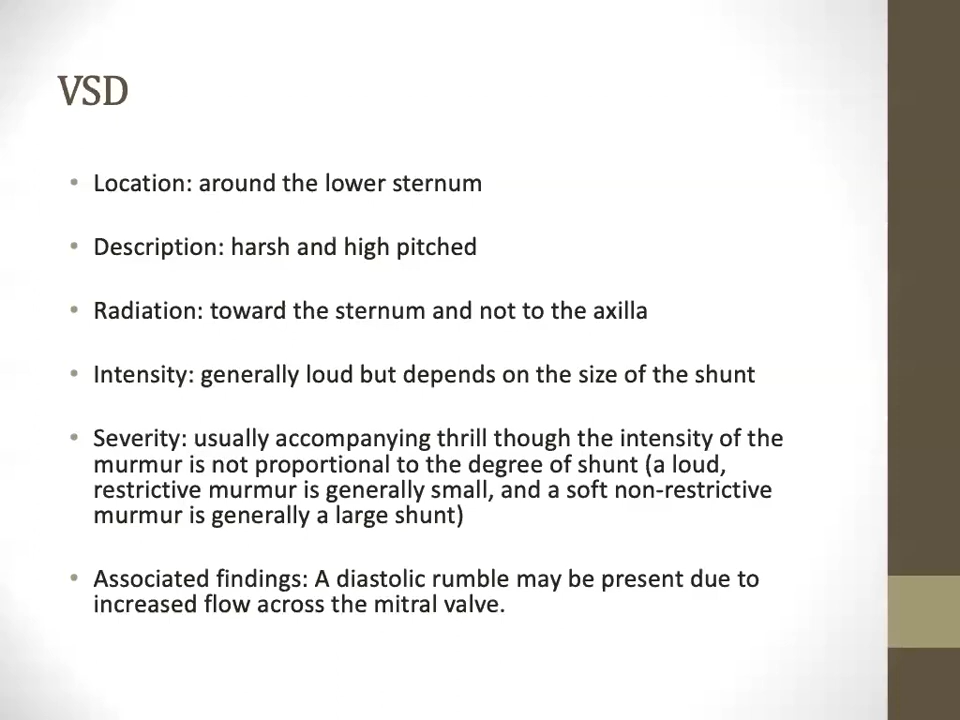 VSD
• Location: around the lower sternum
• Description: harsh and high pitched
• Radiation: toward the sternum and not to the axilla
• Intensity: generally loud but depends on the size of the shunt
• Severity: usually accompanying thrill though the intensity of the
murmur is not proportional to the degree of shunt (a loud,
restrictive murmur is generally small, and a soft non-restrictive
murmur is generally a large shunt)
• Associated findings: A diastolic rumble may be present due to
increased flow across the mitral valve.